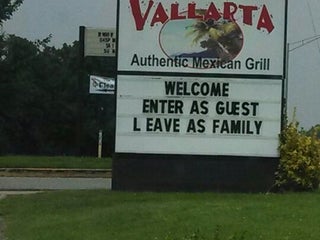 VALLARTA
Authentic Mexican Grill
WELCOME
ENTER AS GUEST
L EAVE AS FAMILY